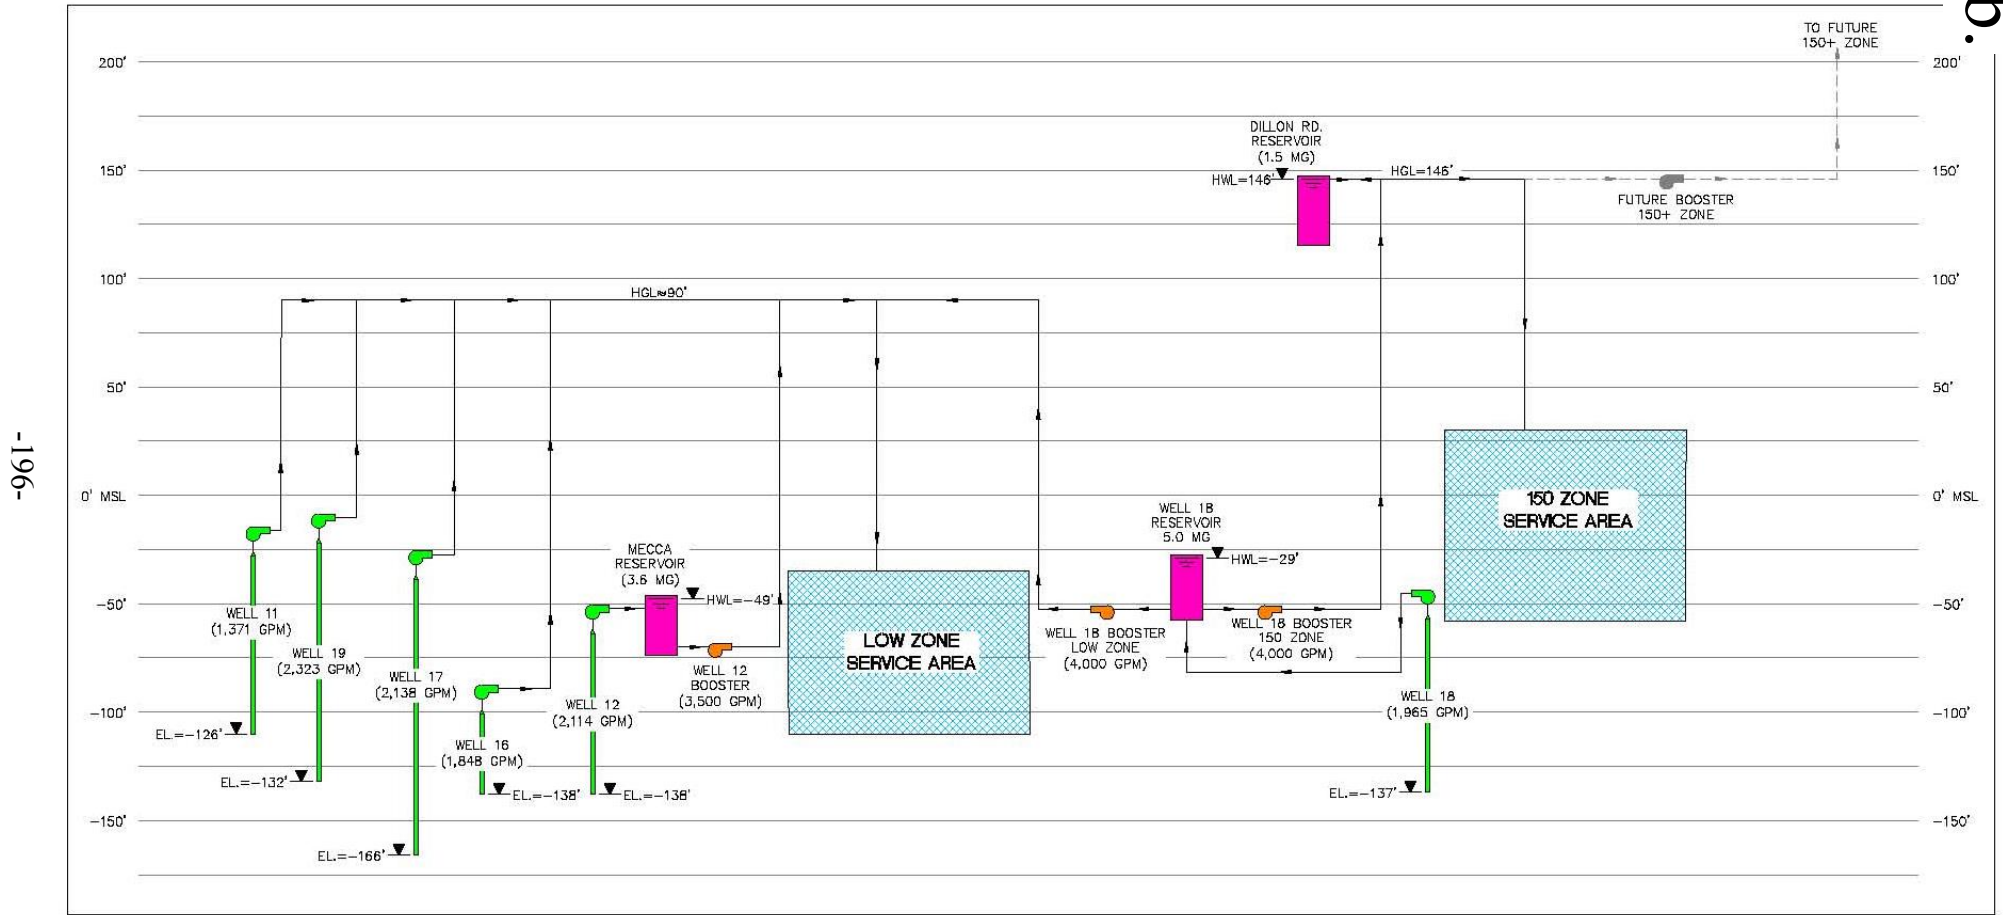 p.
TO FUTURE
150+ ZONE
200'
200'
DILLON RD.
RESERVOIR
(1.5 MG)
150'
HWL=146'
HGL=146'
150'
FUTURE BOOSTER
150+ ZONE
100'
HGL≈90'
100'
50'
50'
0' MSL
150 ZONE
SERVICE AREA
0' MSL
WELL 18
RESERVOIR
5.0 MG
HWL=-29'
MECCA
RESERVOIR
(3.6 MG)
HWL=-49'
-50'
-50'
WELL 11
(1,371 GPM)
WELL 19
(2,323 GPM)
WELL 17
(2,138 GPM)
WELL 16
(1,848 GPM)
WELL 12
(2,114 GPM)
WELL 12
BOOSTER
(3,500 GPM)
LOW ZONE
SERVICE AREA
WELL 18 BOOSTER
LOW ZONE
(4,000 GPM)
WELL 18 BOOSTER
150 ZONE
(4,000 GPM)
WELL 18
(1,965 GPM)
-100'
-100'
EL.=-126'
EL.=-132'
EL.=-138'
EL.=-138'
EL.=-137'
-150'
-150'
EL.=-166'
-196-